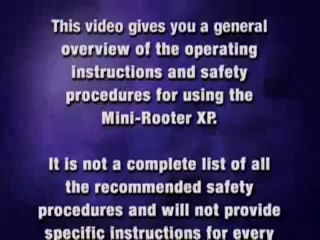 This video gives you a general
overview of the operating
instructions and safety
procedures for using the
Mini-Rooter XP.
It is not a complete list of all
the recommended safety
procedures and will not provide
specific instructions for every